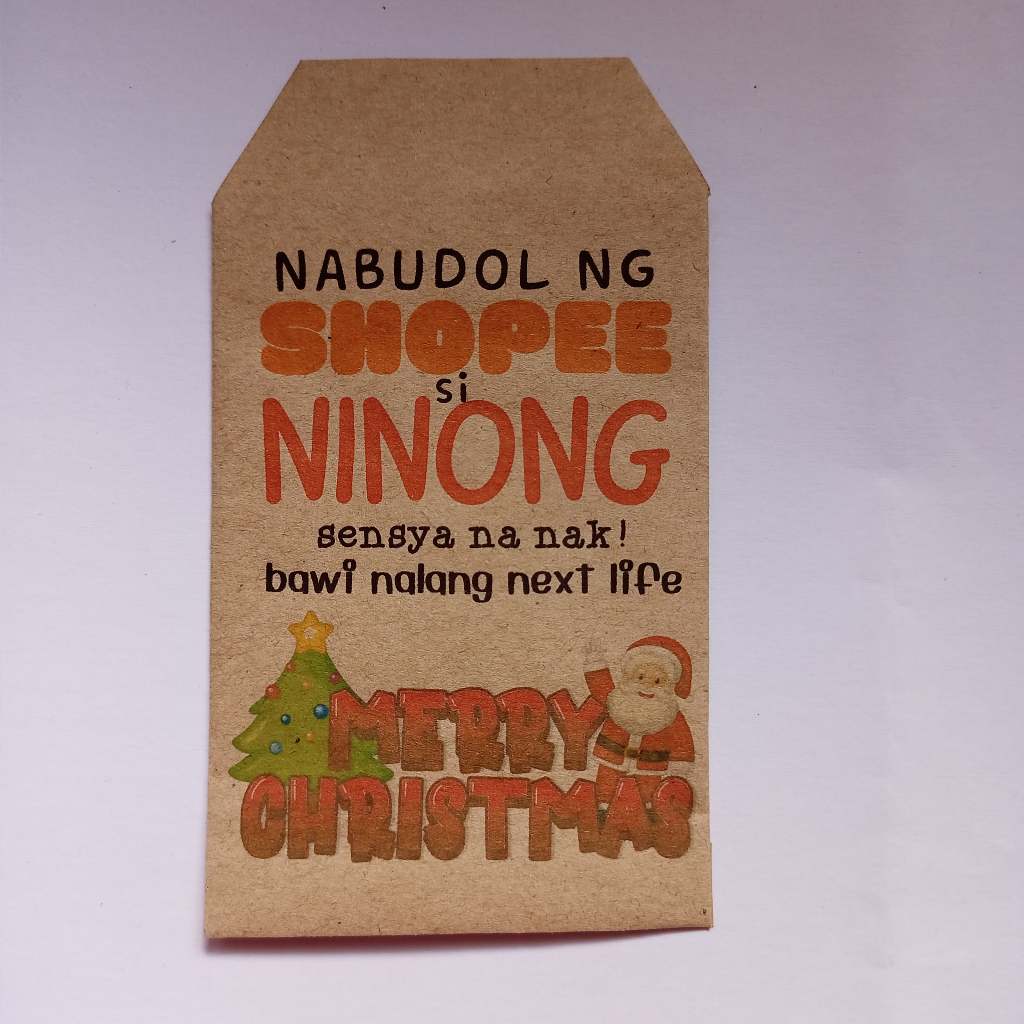 NABUDOL NG
SHOPEE
si
NINONG
sensya na nak!
bawi nalang next life
MERRY
CHRISTMAS